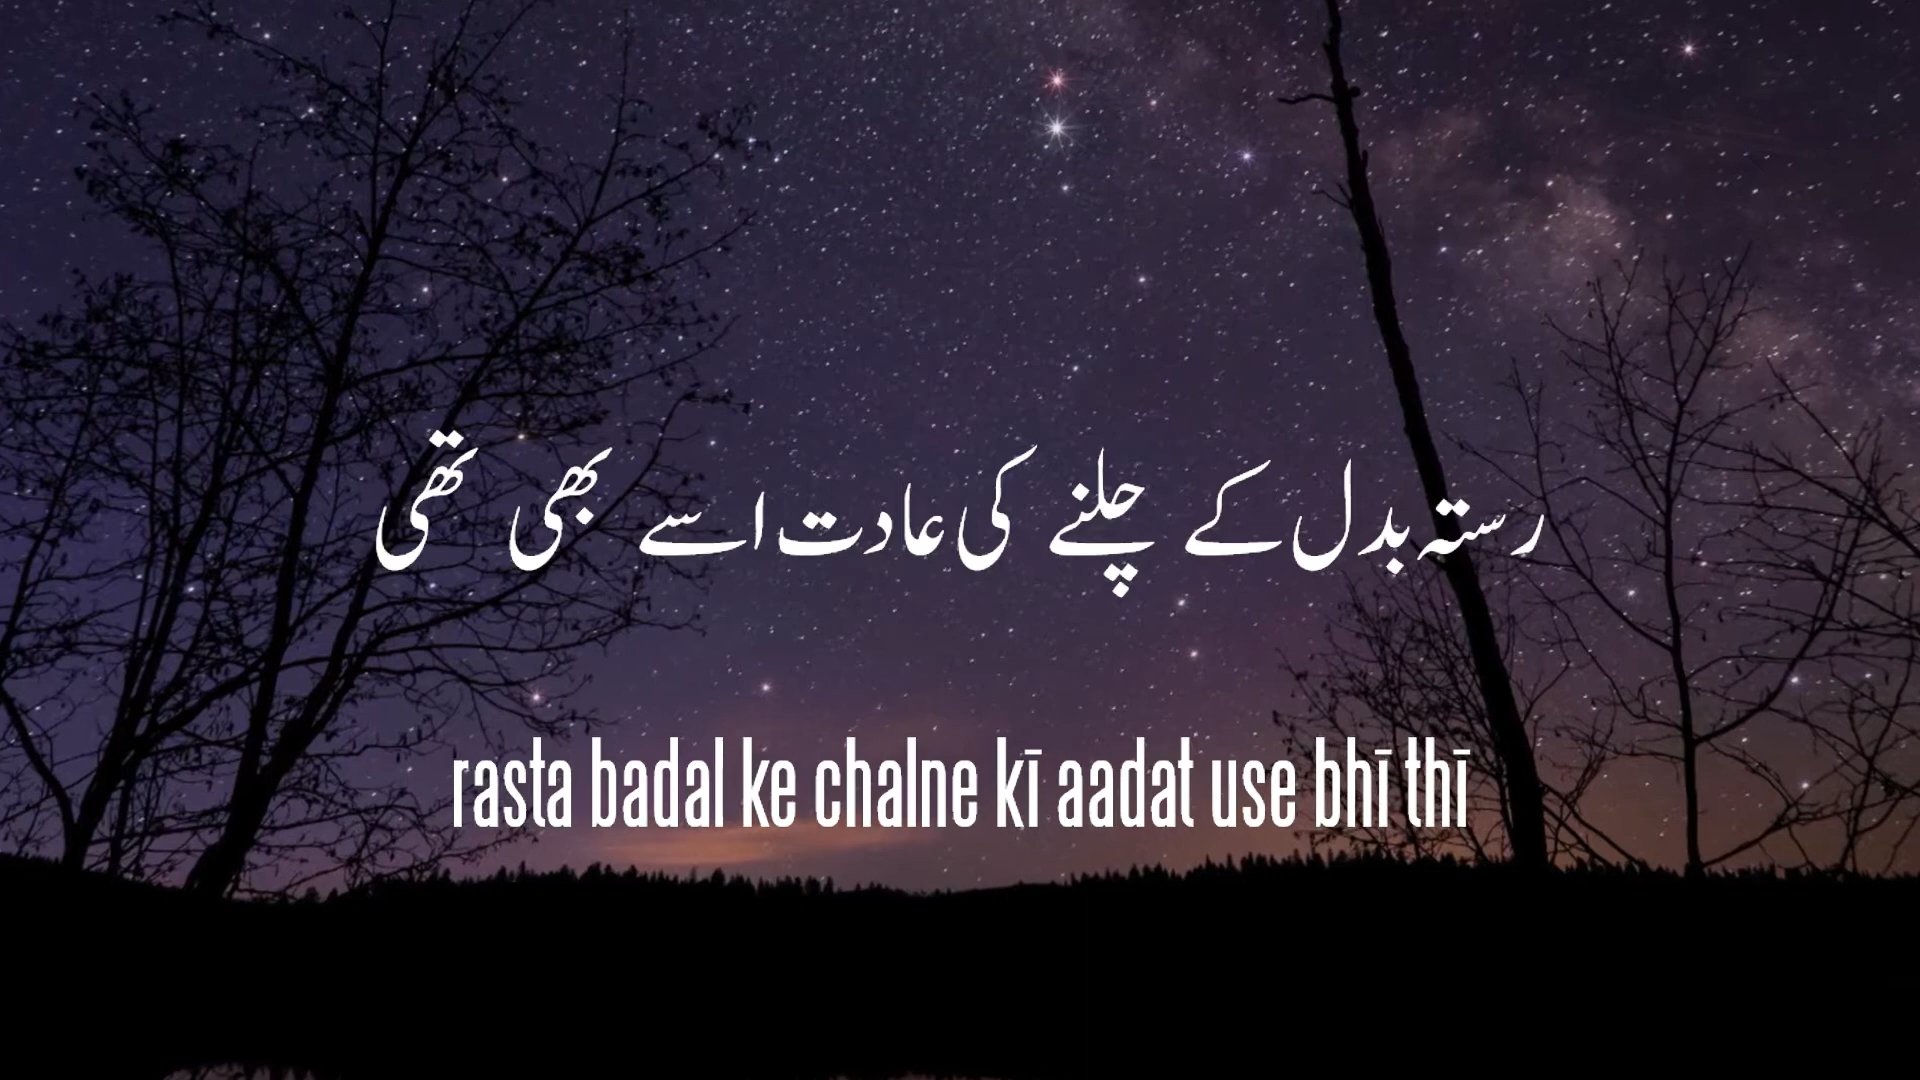 رستہ بدل کے چلنے کی عادت اسے بھی تھی
rasta badal ke chalne kī aadat use bhī thī